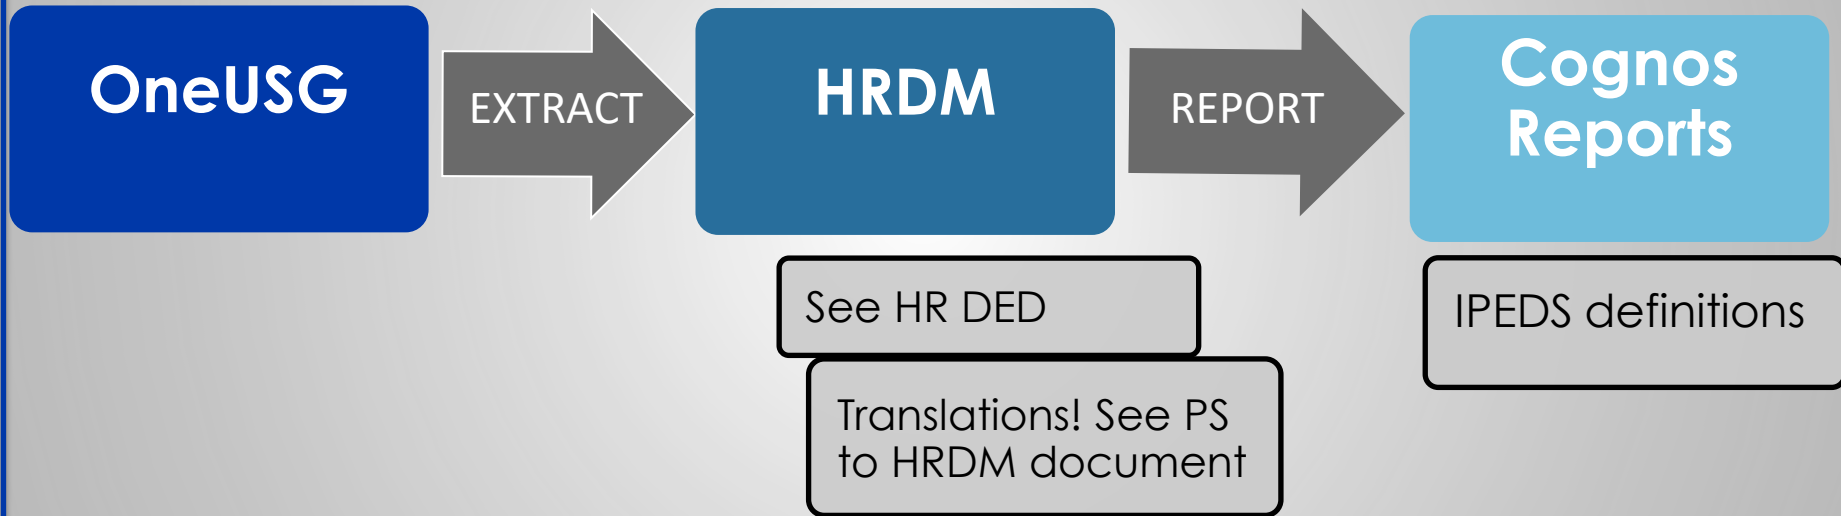 OneUSG
EXTRACT
HRDM
REPORT
Cognos
Reports
See HR DED
Translations! See PS
to HRDM document
IPEDS definitions